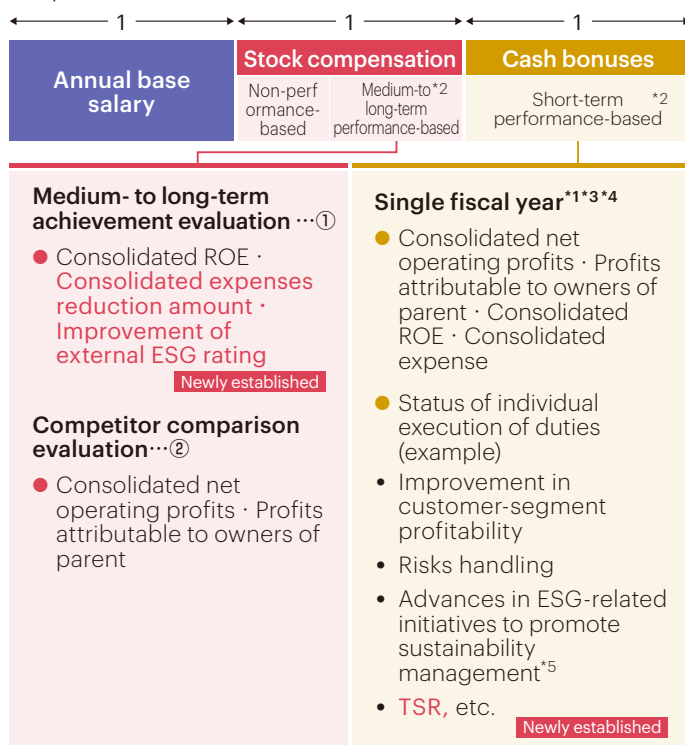 1 1 1
Annual base
salary
Stock compensation
Non-perf
ormance-
based
Medium-to*2
long-term
performance-based
Cash bonuses
Short-term *2
performance-based
Medium- to long-term
achievement evaluation …①
● Consolidated ROE ·
Consolidated expenses
reduction amount ·
Improvement of
external ESG rating
Newly established
Competitor comparison
evaluation…②
● Consolidated net
operating profits · Profits
attributable to owners of
parent
Single fiscal year*1*3*4
● Consolidated net
operating profits · Profits
attributable to owners of
parent · Consolidated
ROE · Consolidated
expense
● Status of individual
execution of duties
(example)
• Improvement in
customer-segment
profitability
• Risks handling
• Advances in ESG-related
initiatives to promote
sustainability
management*5
• TSR, etc.
Newly established